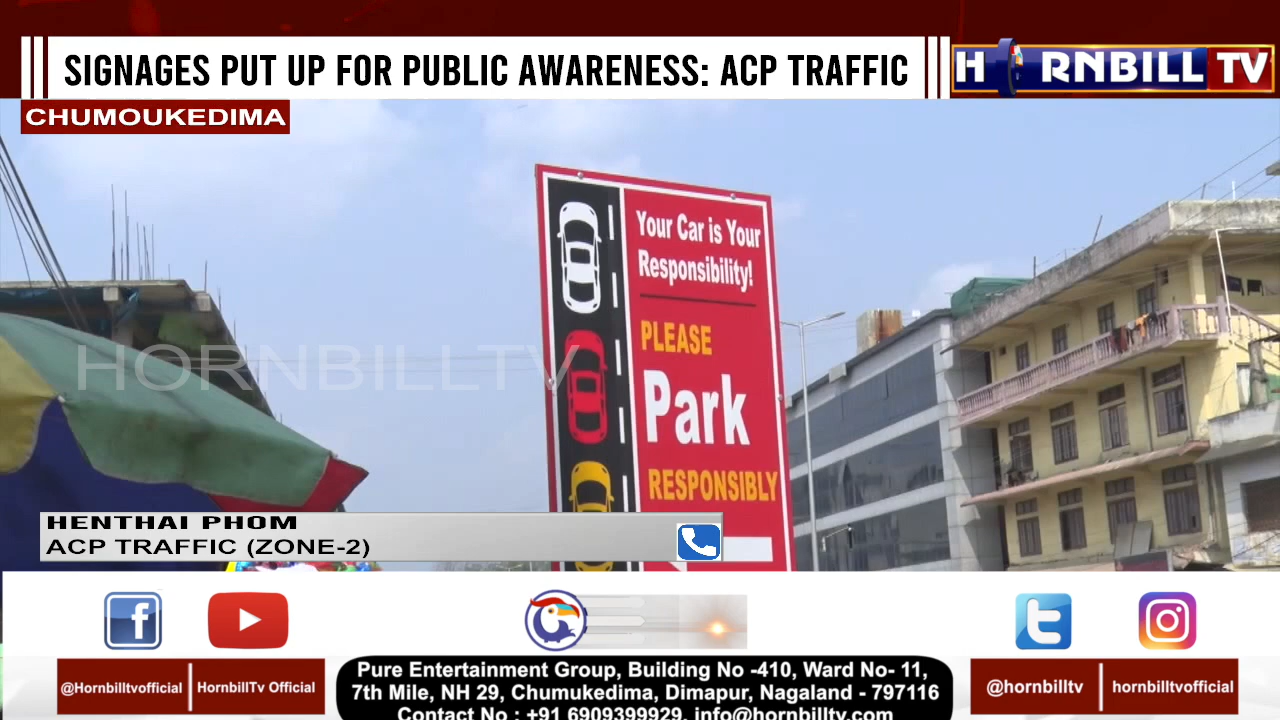 SIGNAGES PUT UP FOR PUBLIC AWARENESS: ACP TRAFFIC
HORNBILL TV
CHUMOUKEDIMA
Your Car is Your
Responsibility!
PLEASE
Park
RESPONSIBLY
HORNBILLTV
HENTHAI PHOM
ACP TRAFFIC (ZONE-2)
@Hornbilltvofficial
HornbillTv Official
Pure Entertainment Group, Building No -410, Ward No- 11,
7th Mile, NH 29, Chumukedima, Dimapur, Nagaland - 797116
Contact No : +91 6909399929, info@hornbilltv.com
@hornbilltv
hornbilltvofficial